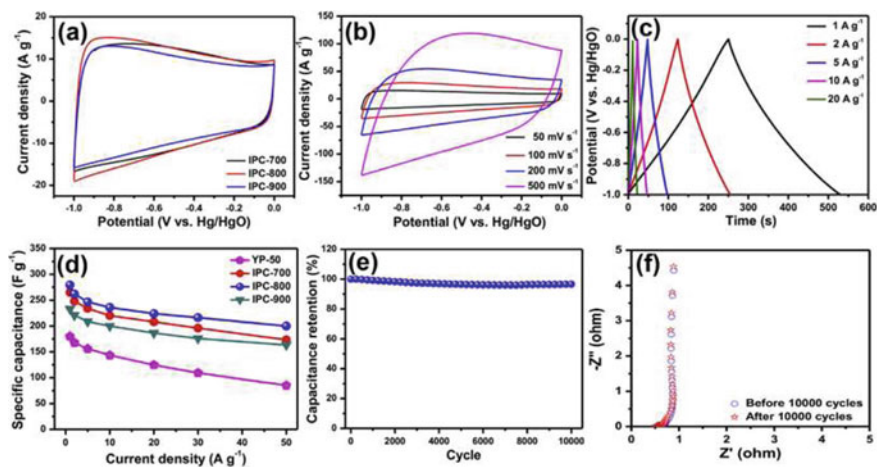 (a)
Current density (A g⁻¹)
20
10
0
-10
-20
IPC-700
IPC-800
IPC-900
-1.0
-0.8
-0.6
-0.4
-0.2
0.0
Potential (V vs. Hg/HgO)
(b)
Current density (A g⁻¹)
150
100
50
0
-50
-100
-150
50 mV s⁻¹
100 mV s⁻¹
200 mV s⁻¹
500 mV s⁻¹
-1.0
-0.8
-0.6
-0.4
-0.2
0.0
Potential (V vs. Hg/HgO)
(c)
Potential (V vs. Hg/HgO)
0.0
-0.2
-0.4
-0.6
-0.8
-1.0
1 A g⁻¹
2 A g⁻¹
5 A g⁻¹
10 A g⁻¹
20 A g⁻¹
0 100 200 300 400 500 600
Time (s)
(d)
Specific capacitance (F g⁻¹)
350
300
250
200
150
100
50
0
YP-50
IPC-700
IPC-800
IPC-900
0 10 20 30 40 50
Current density (A g⁻¹)
(e)
Capacitance retention (%)
120
100
80
60
40
20
0
0 2000 4000 6000 8000 10000
Cycle
(f)
-Z'' (ohm)
5
4
3
2
1
0
Before 10000 cycles
After 10000 cycles
0 1 2 3 4 5
Z' (ohm)